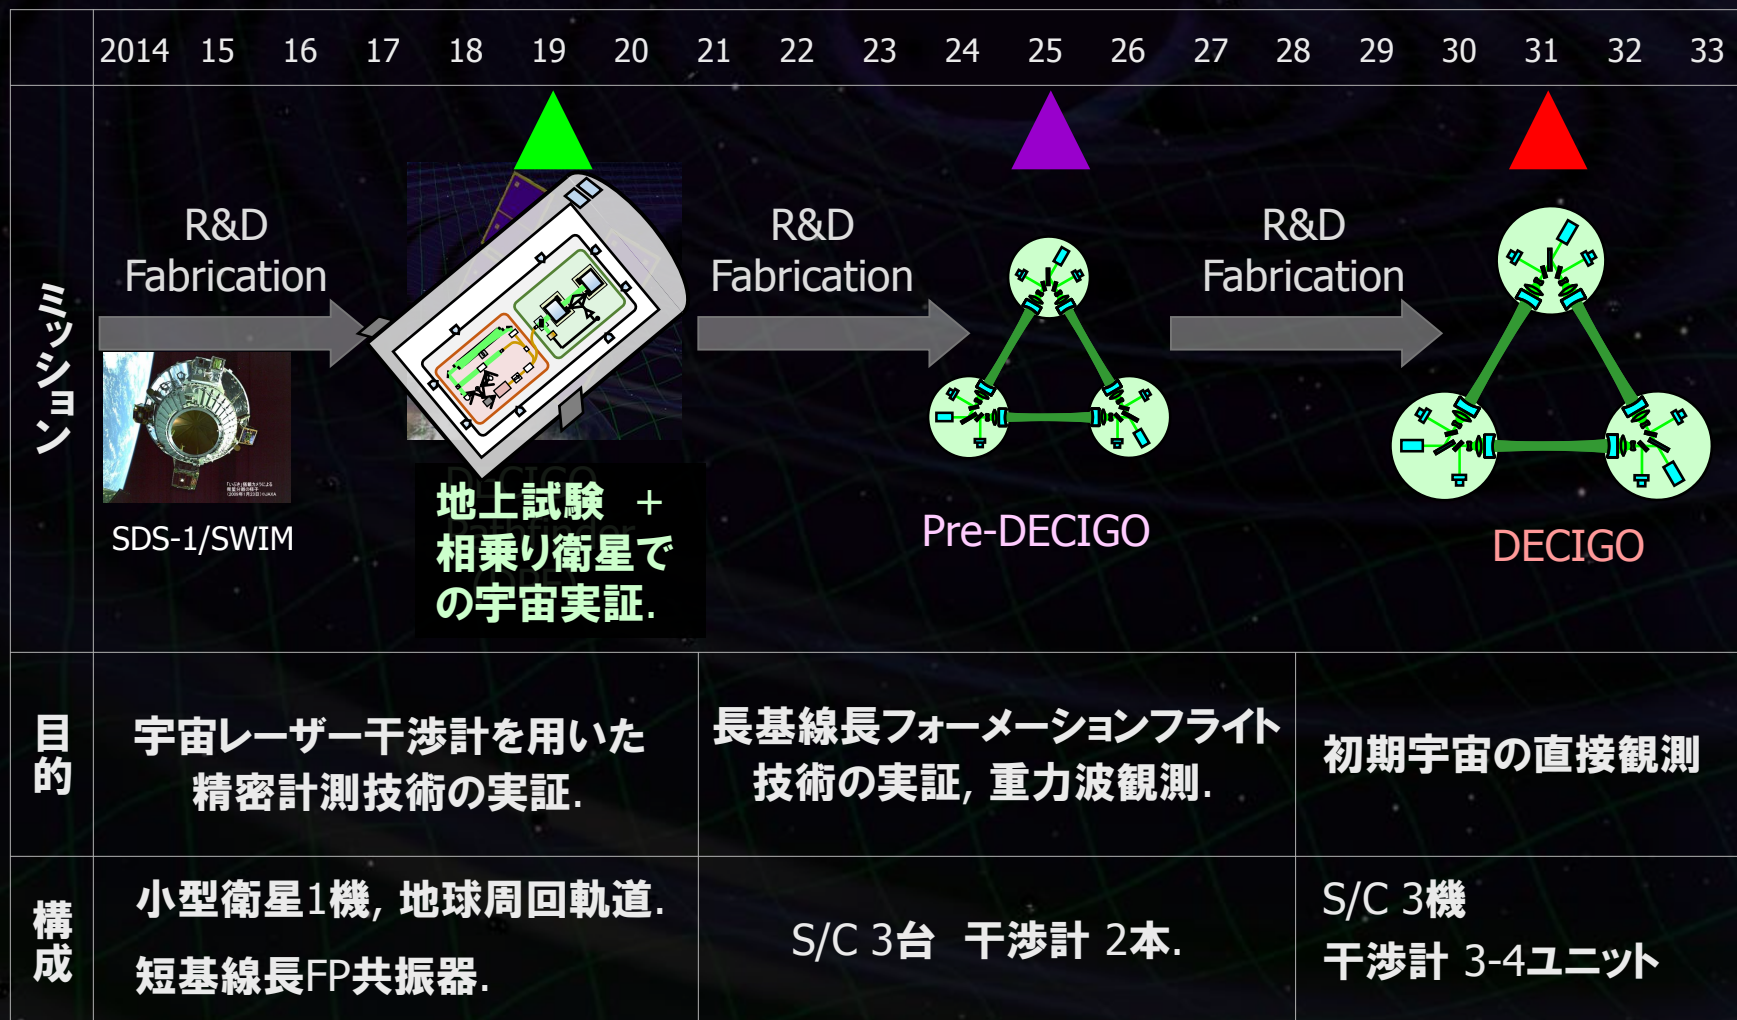 2014 15 16 17 18 19 20 21 22 23 24 25 26 27 28 29 30 31 32 33
ミッション
R&D
Fabrication
R&D
Fabrication
R&D
Fabrication
SDS-1/SWIM
DECIGO
Pathfinder
地上試験 +
相乗り衛星で
の宇宙実証.
Pre-DECIGO
DECIGO
目的
宇宙レーザー干渉計を用いた
精密計測技術の実証.
長基線長フォーメーションフライト
技術の実証, 重力波観測.
初期宇宙の直接観測
構成
小型衛星1機, 地球周回軌道.
短基線長FP共振器.
S/C 3台 干渉計 2本.
S/C 3機
干渉計 3-4ユニット